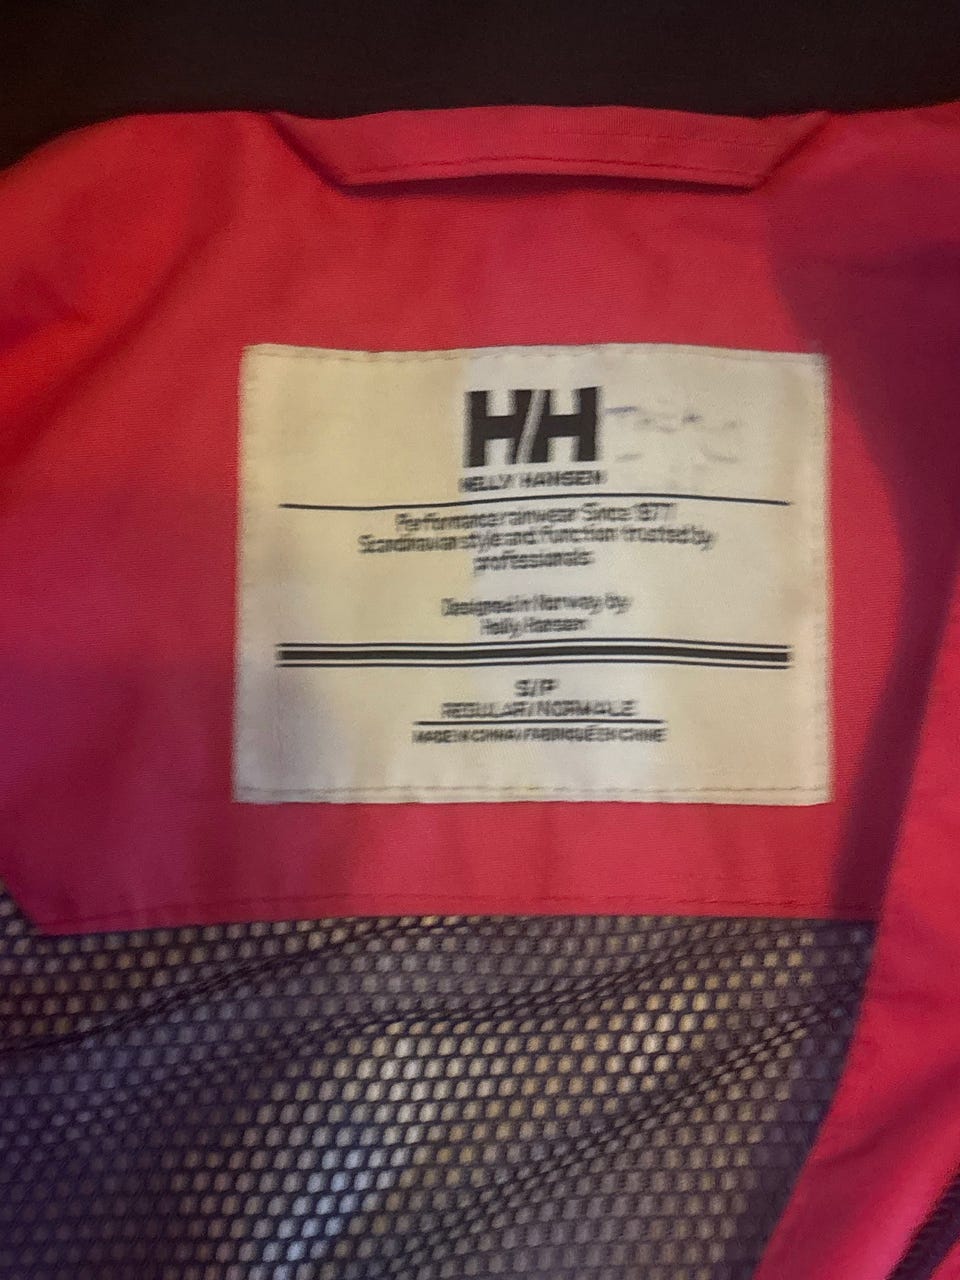 HH
HELLY HANSEN
Performance rainwear Since 1877
Scandinavian style and function trusted by
professionals
Designed in Norway by
Helly Hansen
S/P
REGULAR/NORMALE
MADE IN CHINA/FABRIQUÉ EN CHINE